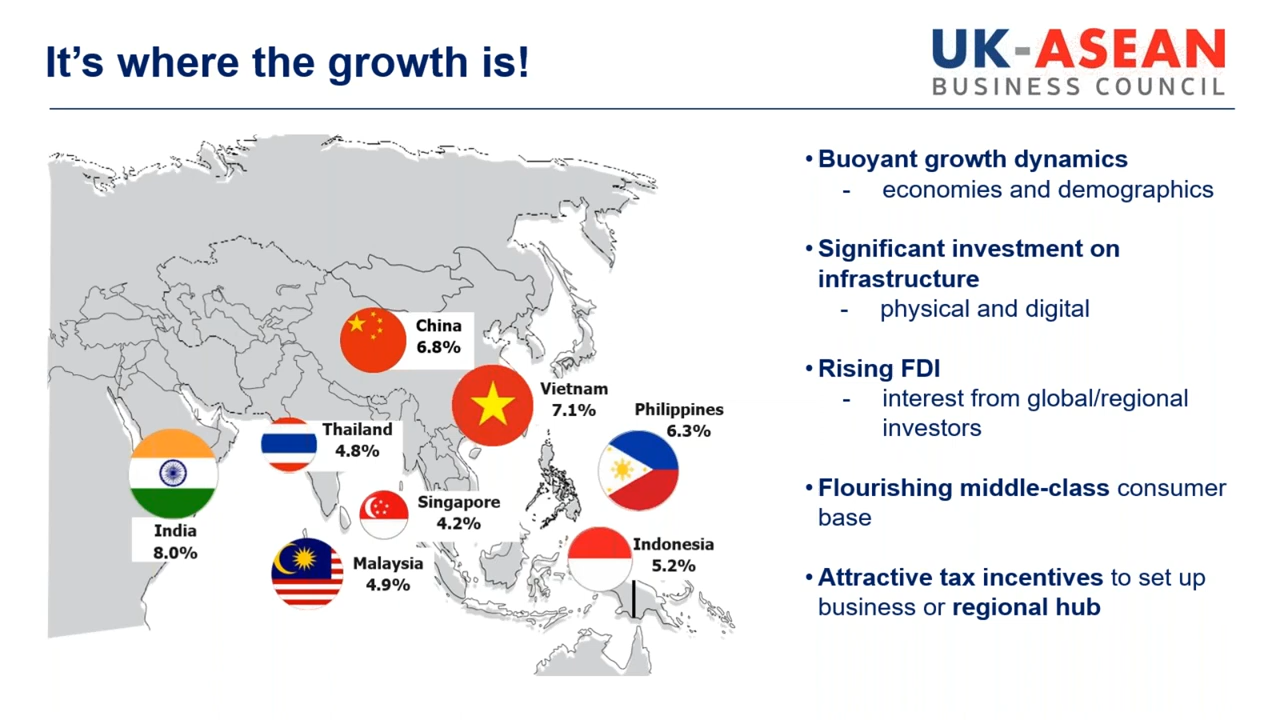 It's where the growth is!
UK-ASEAN
BUSINESS COUNCIL
China
6.8%
Vietnam
7.1%
Philippines
6.3%
Thailand
4.8%
India
8.0%
Singapore
4.2%
Malaysia
4.9%
Indonesia
5.2%
• Buoyant growth dynamics
- economies and demographics
• Significant investment on
infrastructure
- physical and digital
• Rising FDI
- interest from global/regional
investors
• Flourishing middle-class consumer
base
• Attractive tax incentives to set up
business or regional hub